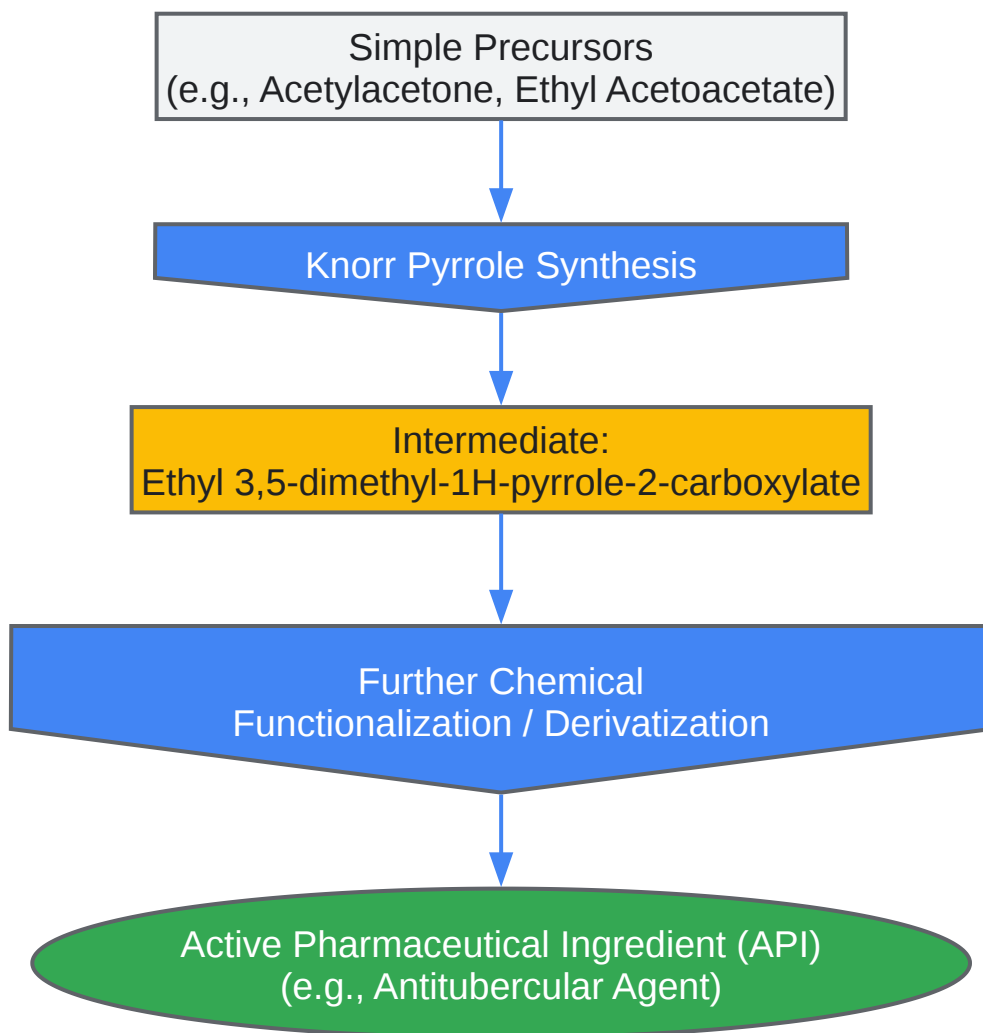 Simple Precursors
(e.g., Acetylacetone, Ethyl Acetoacetate)
Knorr Pyrrole Synthesis
Intermediate:
Ethyl 3,5-dimethyl-1H-pyrrole-2-carboxylate
Further Chemical
Functionalization / Derivatization
Active Pharmaceutical Ingredient (API)
(e.g., Antitubercular Agent)